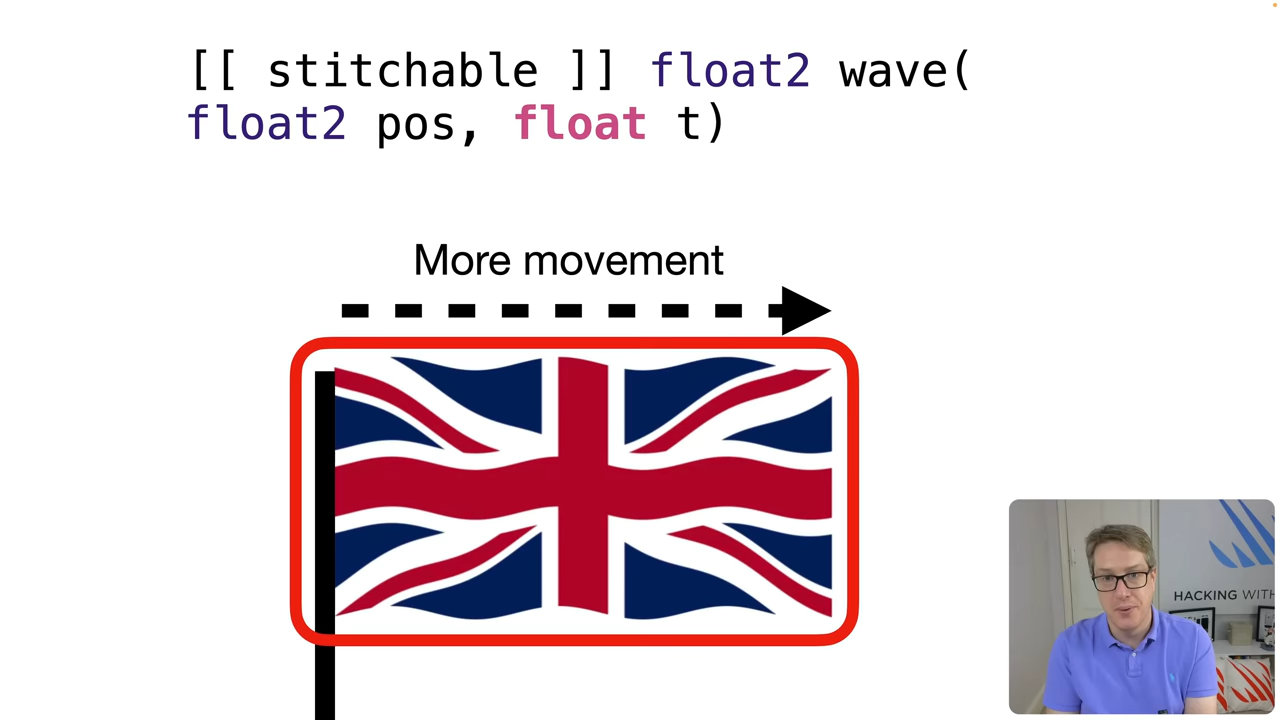 [[ stitchable ]] float2 wave(
float2 pos, float t)
More movement
HACKING WITH